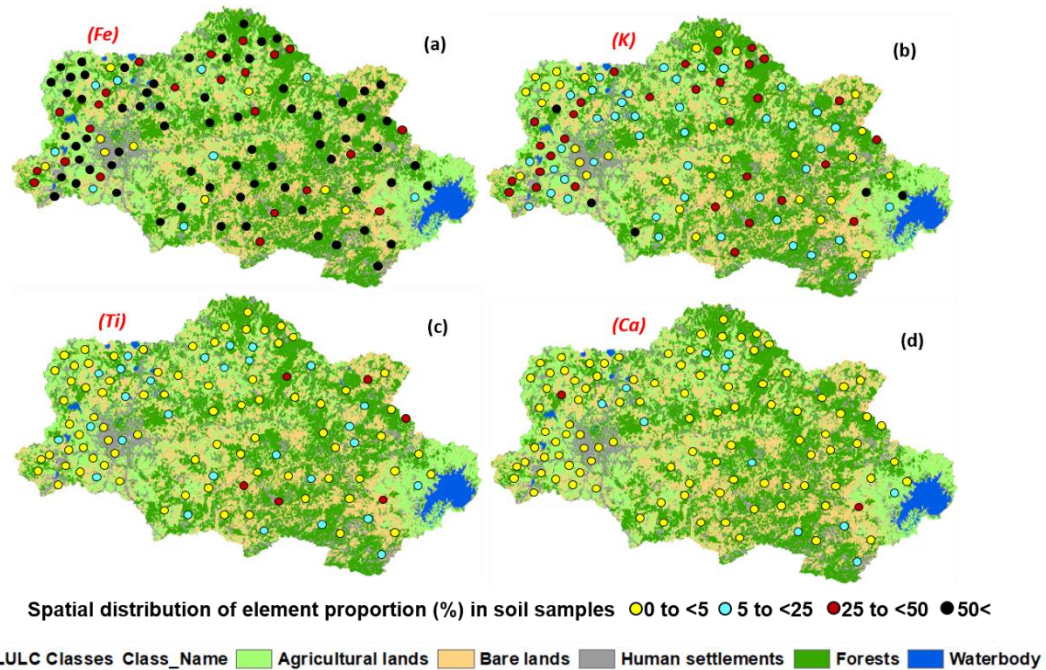 (Fe)
(a)
(K)
(b)
(Ti)
(c)
(Ca)
(d)
Spatial distribution of element proportion (%) in soil samples 0 to <5 5 to <25 25 to <50 50<
LULC Classes Class_Name Agricultural lands Bare lands Human settlements Forests Waterbody